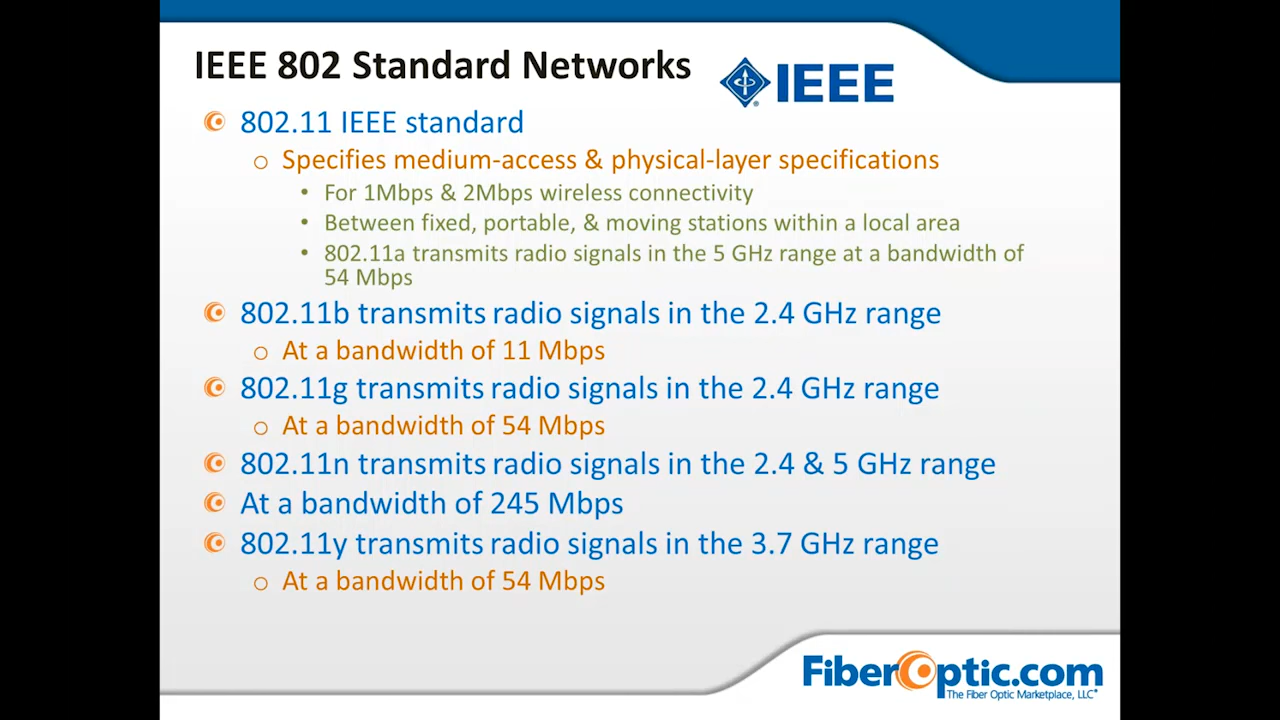 IEEE 802 Standard Networks
IEEE
802.11 IEEE standard
Specifies medium-access & physical-layer specifications
For 1Mbps & 2Mbps wireless connectivity
Between fixed, portable, & moving stations within a local area
802.11a transmits radio signals in the 5 GHz range at a bandwidth of
54 Mbps
802.11b transmits radio signals in the 2.4 GHz range
At a bandwidth of 11 Mbps
802.11g transmits radio signals in the 2.4 GHz range
At a bandwidth of 54 Mbps
802.11n transmits radio signals in the 2.4 & 5 GHz range
At a bandwidth of 245 Mbps
802.11y transmits radio signals in the 3.7 GHz range
At a bandwidth of 54 Mbps
FiberOptic.com
The Fiber Optic Marketplace, LLC